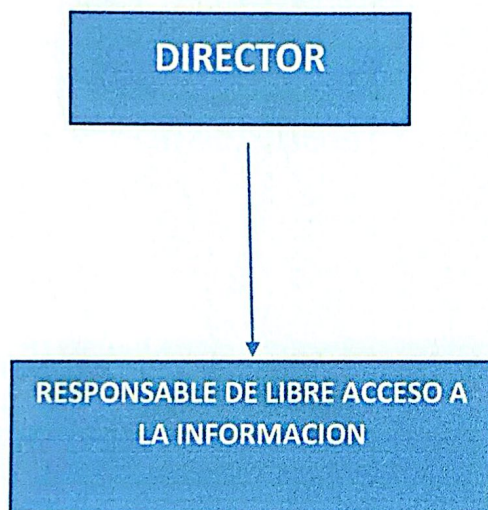 DIRECTOR
RESPONSABLE DE LIBRE ACCESO A
LA INFORMACION